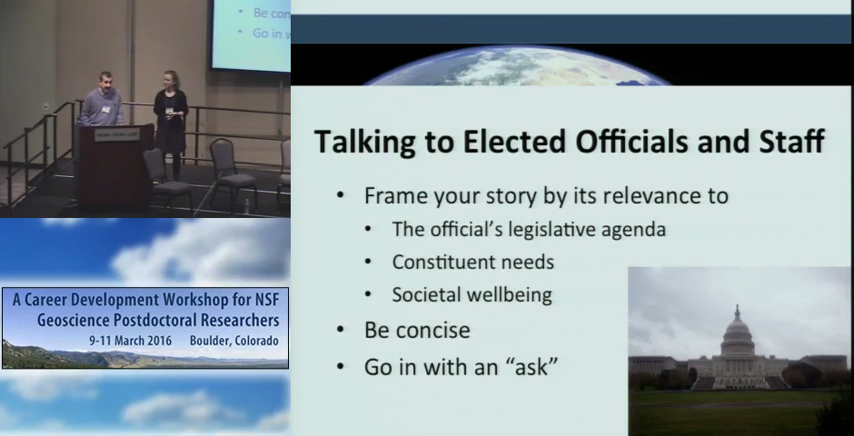 Be con
Go in w
A Career Development Workshop for NSF
Geoscience Postdoctoral Researchers
9-11 March 2016 Boulder, Colorado
Talking to Elected Officials and Staff
• Frame your story by its relevance to
• The official's legislative agenda
• Constituent needs
• Societal wellbeing
• Be concise
• Go in with an “ask”